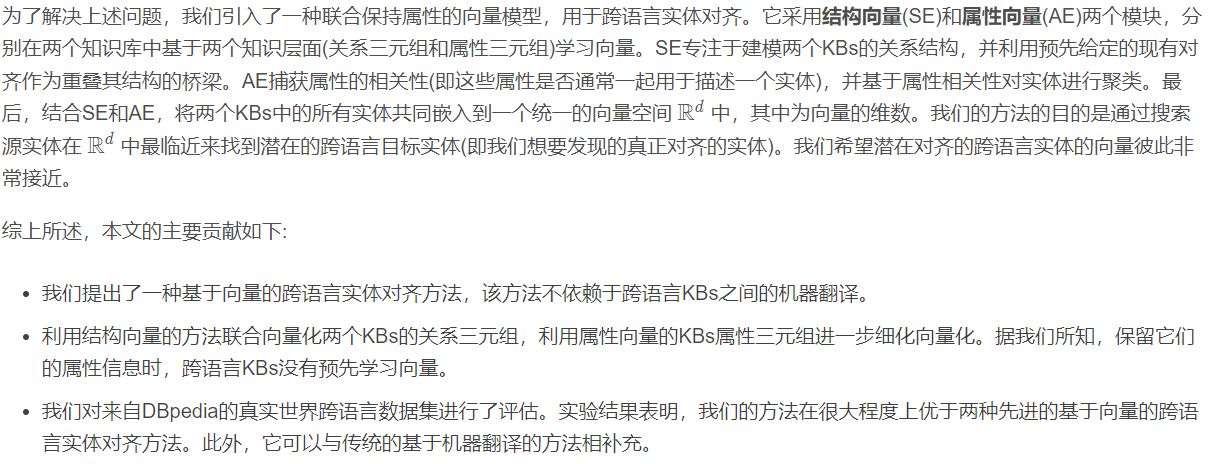 为了解决上述问题，我们引入了一种联合保持属性的向量模型，用于跨语言实体对齐。它采用结构向量(SE)和属性向量(AE)两个模块，分
别在两个知识库中基于两个知识层面(关系三元组和属性三元组)学习向量。SE专注于建模两个KBs的关系结构，并利用预先给定的现有对
齐作为重叠其结构的桥梁。AE捕获属性的相关性(即这些属性是否通常一起用于描述一个实体)，并基于属性相关性对实体进行聚类。最
后，结合SE和AE，将两个KBs中的所有实体共同嵌入到一个统一的向量空间 ℝᵈ 中，其中为向量的维数。我们的方法的目的是通过搜索
源实体在 ℝᵈ 中最临近来找到潜在的跨语言目标实体(即我们想要发现的真正对齐的实体)。我们希望潜在对齐的跨语言实体的向量彼此非
常接近。
综上所述，本文的主要贡献如下:
• 我们提出了一种基于向量的跨语言实体对齐方法，该方法不依赖于跨语言KBs之间的机器翻译。
• 利用结构向量的方法联合向量化两个KBs的关系三元组，利用属性向量的KBs属性三元组进一步细化向量化。据我们所知，保留它们
的属性信息时，跨语言KBs没有预先学习向量。
• 我们对来自DBpedia的真实世界跨语言数据集进行了评估。实验结果表明，我们的方法在很大程度上优于两种先进的基于向量的跨语
言实体对齐方法。此外，它可以与传统的基于机器翻译的方法相补充。